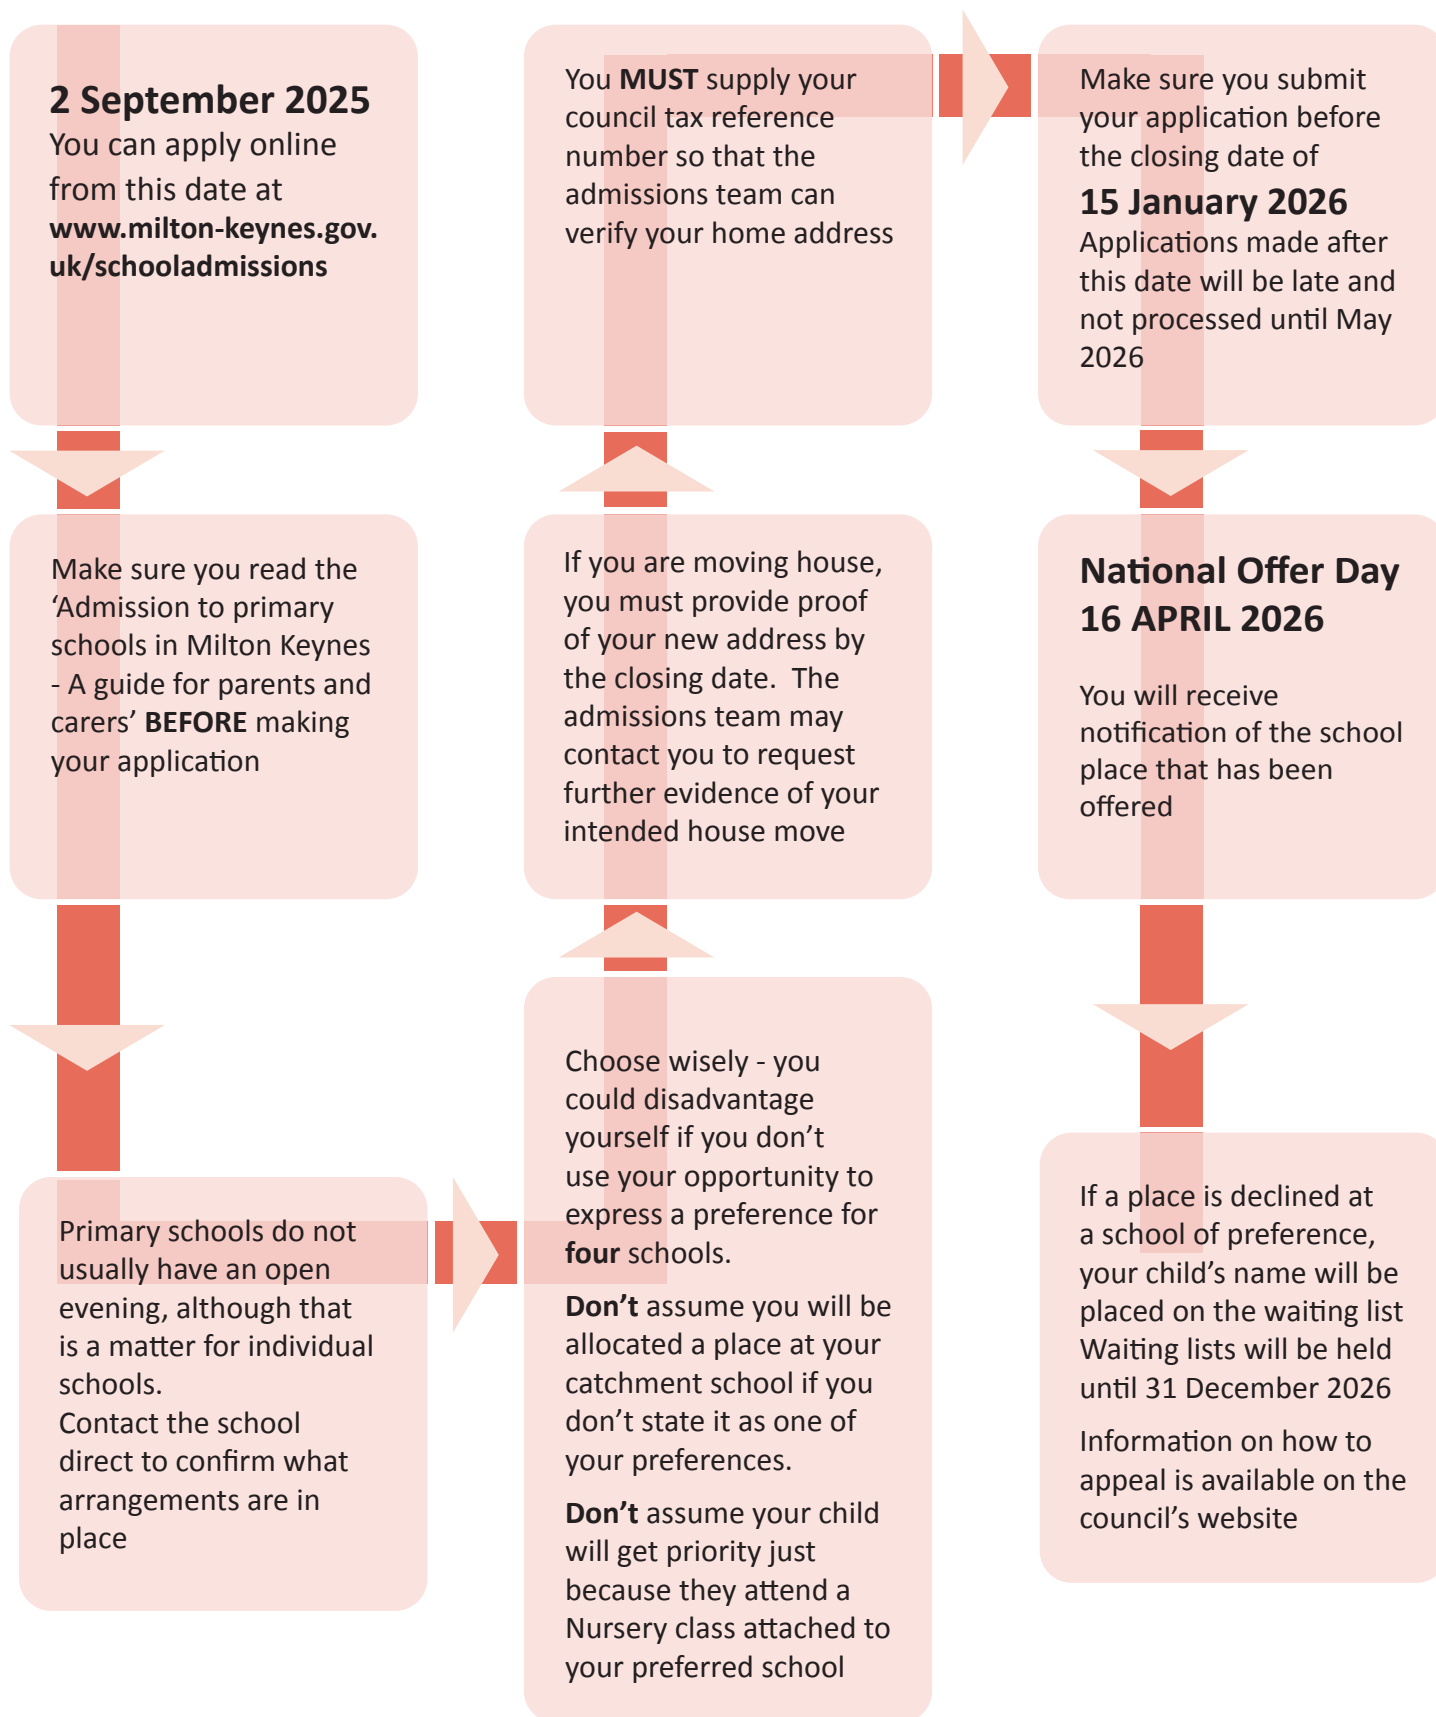 2 September 2025
You can apply online
from this date at
www.milton-keynes.gov.
uk/schooladmissions
Make sure you read the
‘Admission to primary
schools in Milton Keynes
- A guide for parents and
carers’ BEFORE making
your application
Primary schools do not
usually have an open
evening, although that
is a matter for individual
schools.
Contact the school
direct to confirm what
arrangements are in
place
Choose wisely - you
could disadvantage
yourself if you don’t
use your opportunity to
express a preference for
four schools.
Don’t assume you will be
allocated a place at your
catchment school if you
don’t state it as one of
your preferences.
Don’t assume your child
will get priority just
because they attend a
Nursery class attached to
your preferred school
If you are moving house,
you must provide proof
of your new address by
the closing date.  The
admissions team may
contact you to request
further evidence of your
intended house move
You MUST supply your
council tax reference
number so that the
admissions team can
verify your home address
Make sure you submit
your application before
the closing date of
15 January 2026
Applications made after
this date will be late and
not processed until May
2026
National Offer Day
16 APRIL 2026
You will receive
notification of the school
place that has been
offered
If a place is declined at
a school of preference,
your child’s name will be
placed on the waiting list
Waiting lists will be held
until 31 December 2026
Information on how to
appeal is available on the
council’s website